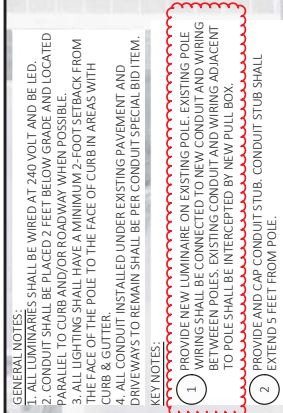 GENERAL NOTES:
1. ALL LUMINARIES SHALL BE WIRED AT 240 VOLT AND BE LED.
2. CONDUIT SHALL BE PLACED 2 FEET BELOW GRADE AND LOCATED
PARALLEL TO CURB AND/OR ROADWAY WHEN POSSIBLE.
3. ALL LIGHTING SHALL HAVE A MINIMUM 2-FOOT SETBACK FROM
THE FACE OF THE POLE TO THE FACE OF CURB IN AREAS WITH
CURB & GUTTER.
4. ALL CONDUIT INSTALLED UNDER EXISTING PAVEMENT AND
DRIVEWAYS TO REMAIN SHALL BE PER CONDUIT SPECIAL BID ITEM.
KEY NOTES:
1 PROVIDE NEW LUMINAIRE ON EXISTING POLE. EXISTING POLE
WIRING SHALL BE CONNECTED TO NEW CONDUIT AND WIRING
BETWEEEN POLES. EXISTING CONDUIT AND WIRING ADJACENT
TO POLE SHALL BE INTERCEPTED BY NEW PULL BOX.
2 PROVIDE AND CAP CONDUIT STUB. CONDUIT STUB SHALL
EXTEND 5 FEET FROM POLE.